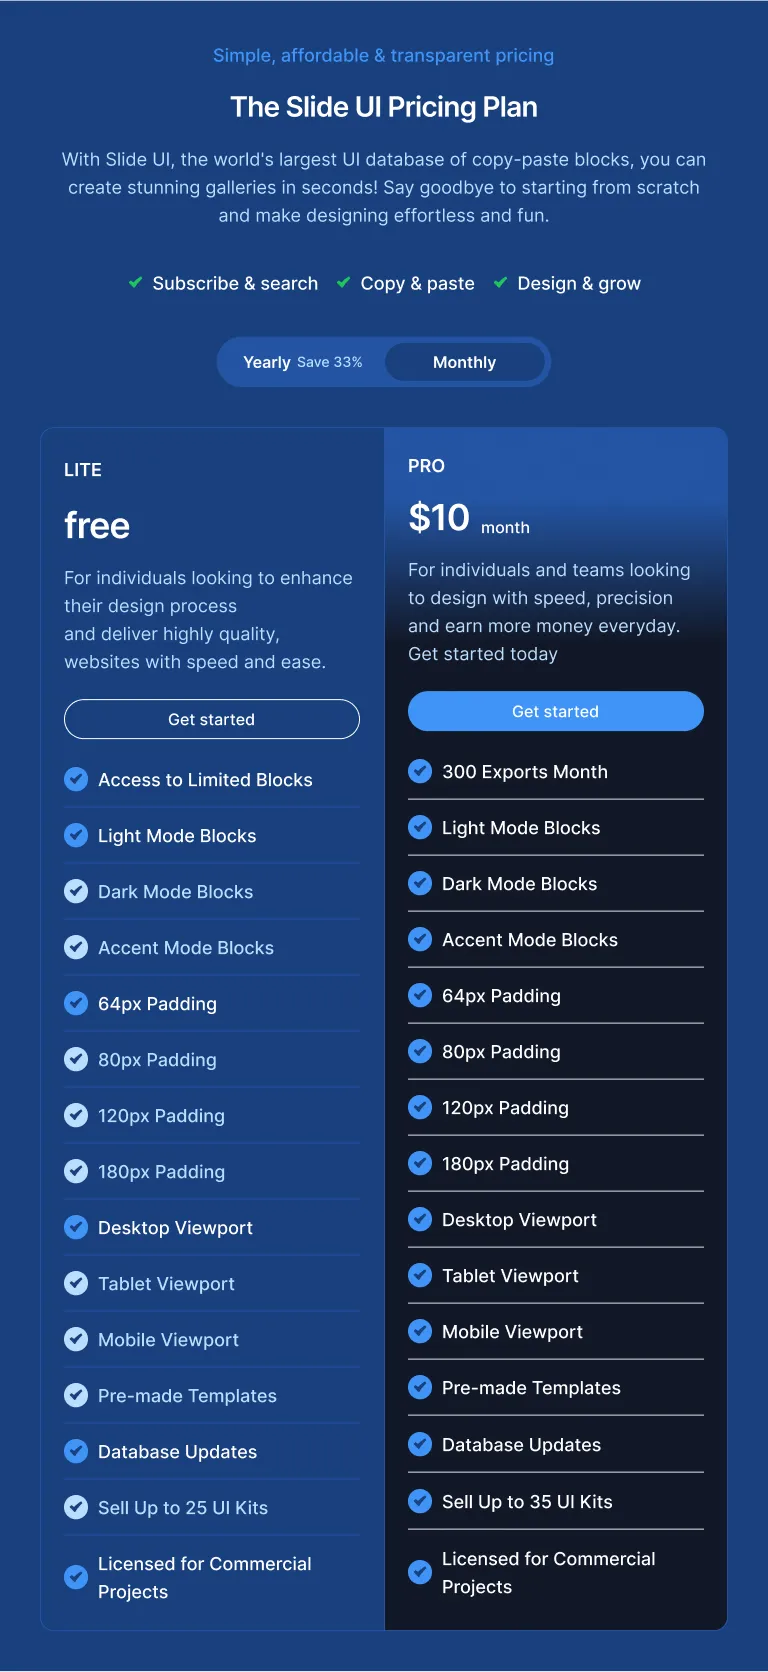 Simple, affordable & transparent pricing
The Slide UI Pricing Plan
With Slide UI, the world's largest UI database of copy-paste blocks, you can
create stunning galleries in seconds! Say goodbye to starting from scratch
and make designing effortless and fun.
Subscribe & search
Copy & paste
Design & grow
Yearly Save 33%
Monthly
LITE
free
For individuals looking to enhance
their design process
and deliver highly quality,
websites with speed and ease.
Get started
Access to Limited Blocks
Light Mode Blocks
Dark Mode Blocks
Accent Mode Blocks
64px Padding
80px Padding
120px Padding
180px Padding
Desktop Viewport
Tablet Viewport
Mobile Viewport
Pre-made Templates
Database Updates
Sell Up to 25 UI Kits
Licensed for Commercial
Projects
PRO
$10 month
For individuals and teams looking
to design with speed, precision
and earn more money everyday.
Get started today
Get started
300 Exports Month
Light Mode Blocks
Dark Mode Blocks
Accent Mode Blocks
64px Padding
80px Padding
120px Padding
180px Padding
Desktop Viewport
Tablet Viewport
Mobile Viewport
Pre-made Templates
Database Updates
Sell Up to 35 UI Kits
Licensed for Commercial
Projects